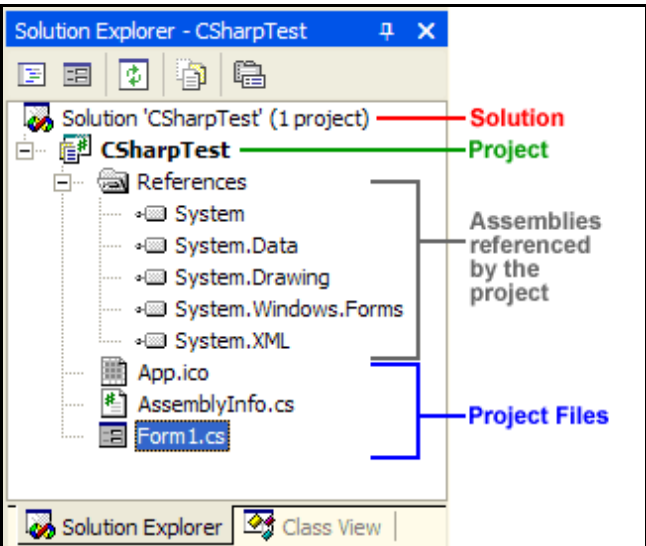 Solution Explorer - CSharpTest
Solution 'CSharpTest' (1 project)
Solution
CSharpTest
Project
References
System
System.Data
System.Drawing
System.Windows.Forms
System.XML
Assemblies
referenced
by the
project
App.ico
AssemblyInfo.cs
Form1.cs
Project Files
Solution Explorer
Class View